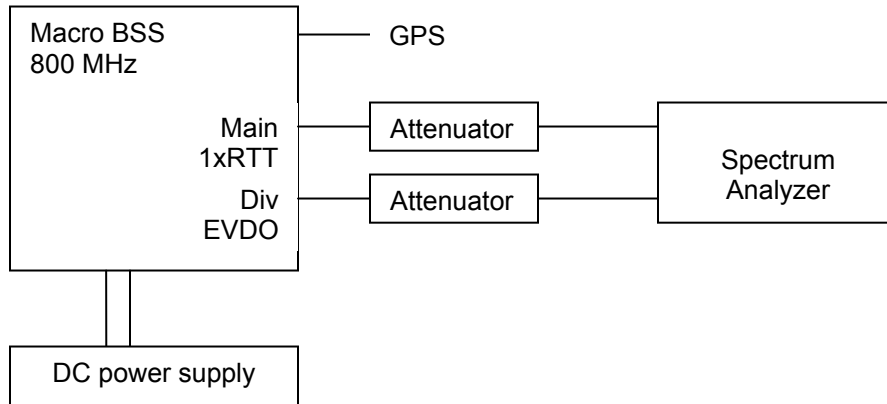 Macro BSS
800 MHz
GPS
Main
1xRTT
Attenuator
Div
EVDO
Attenuator
Spectrum
Analyzer
DC power supply